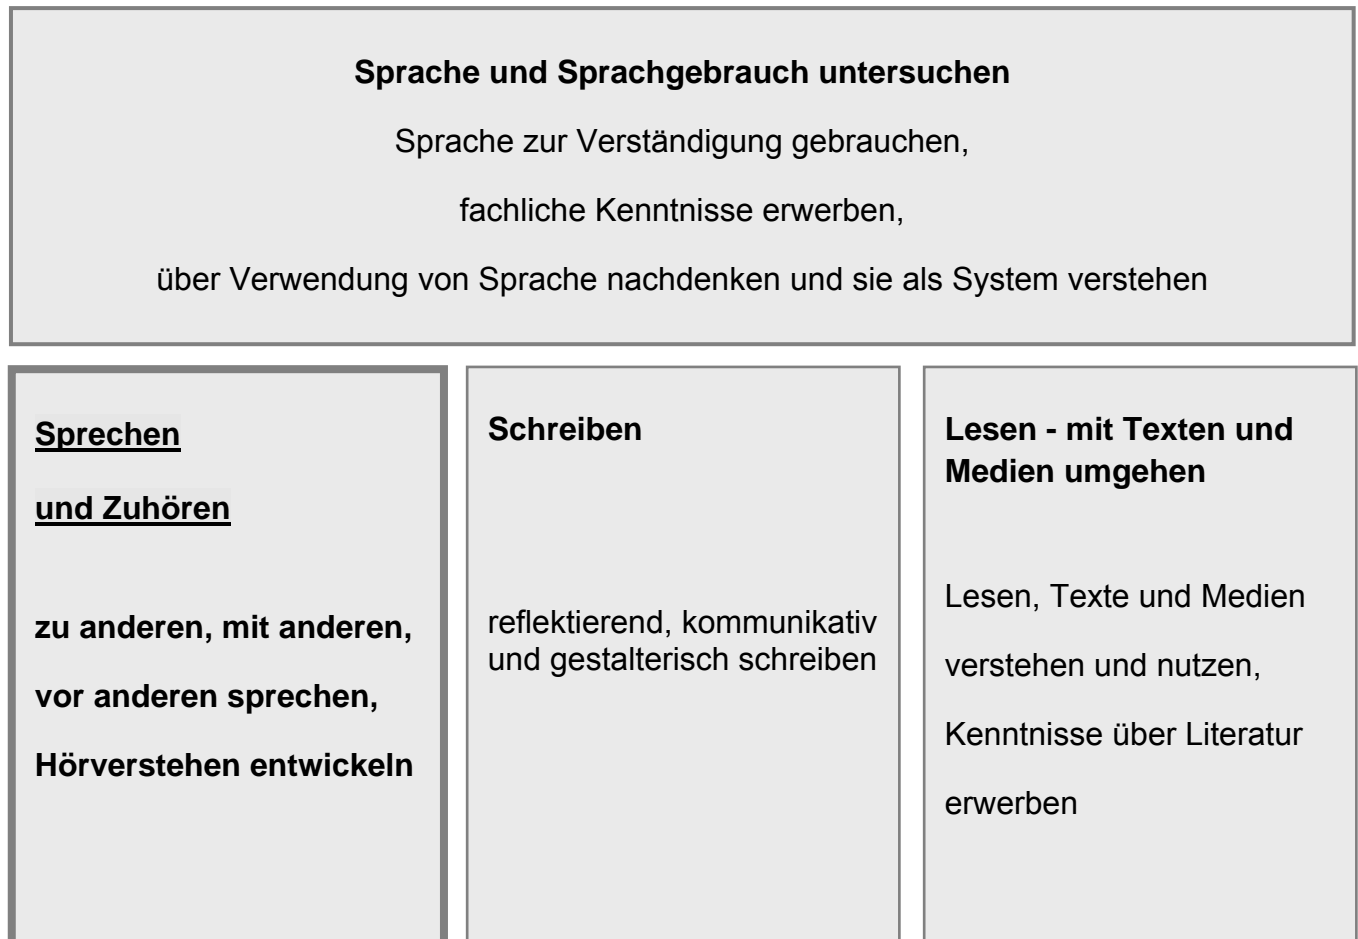 Sprache und Sprachgebrauch untersuchen
Sprache zur Verständigung gebrauchen,
fachliche Kenntnisse erwerben,
über Verwendung von Sprache nachdenken und sie als System verstehen
Sprechen
und Zuhören
zu anderen, mit anderen,
vor anderen sprechen,
Hörverstehen entwickeln
Schreiben
reflektierend, kommunikativ
und gestalterisch schreiben
Lesen - mit Texten und
Medien umgehen
Lesen, Texte und Medien
verstehen und nutzen,
Kenntnisse über Literatur
erwerben